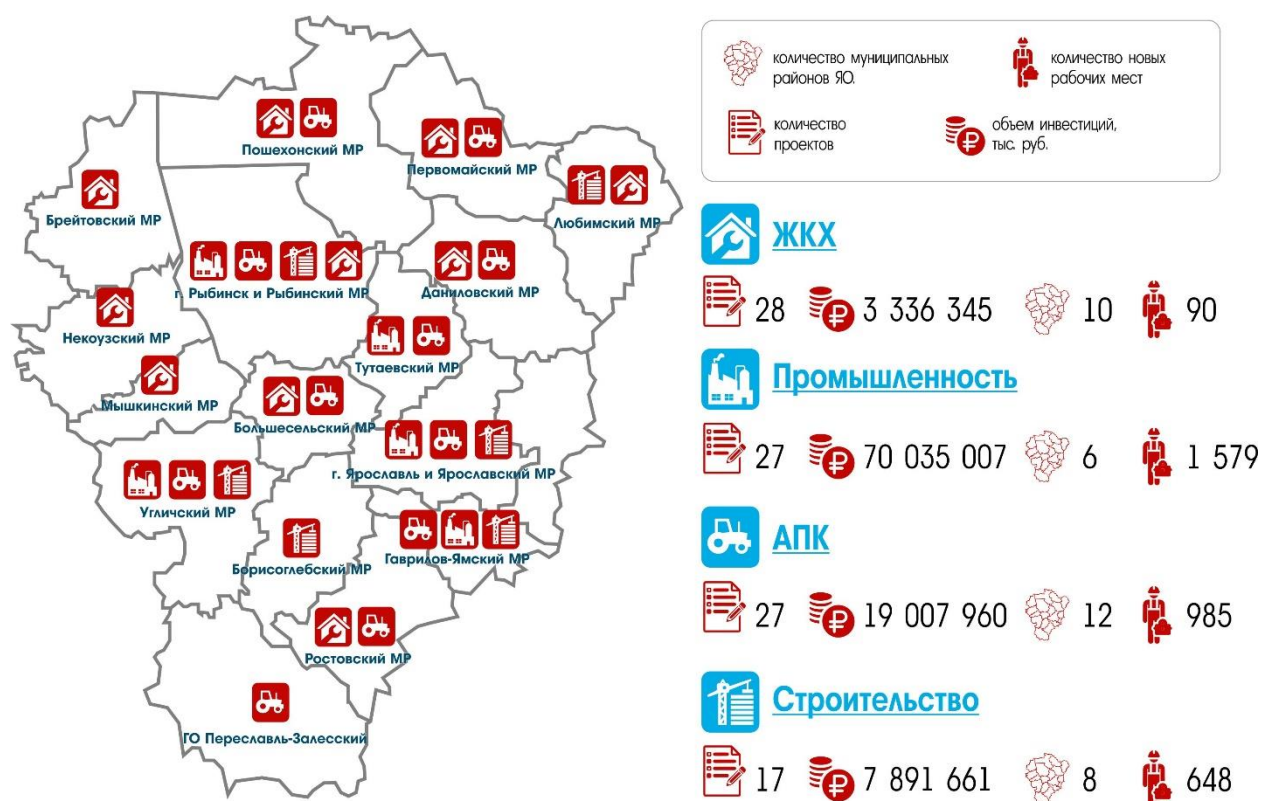 Пошехонский МР
Первомайский МР
Брейтовский МР
Любимский МР
г. Рыбинск и Рыбинский МР
Даниловский МР
Некоузский МР
Тутаевский МР
Мышкинский МР
Большесельский МР
г. Ярославль и Ярославский МР
Угличский МР
Борисоглебский МР
Гаврилов-Ямский МР
Ростовский МР
ГО Переславль-Залесский
количество муниципальных
районов ЯО.
количество новых
рабочих мест
количество
проектов
объем инвестиций,
тыс. руб.
ЖКХ
28 3 336 345 10 90
Промышленность
27 70 035 007 6 1 579
АПК
27 19 007 960 12 985
Строительство
17 7 891 661 8 648